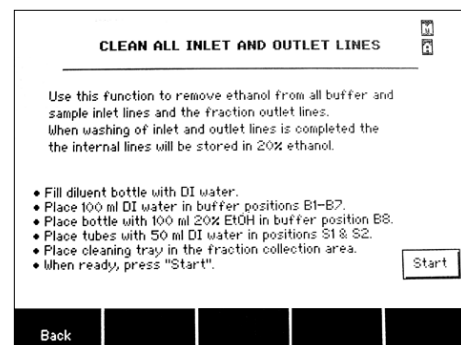 CLEAN ALL INLET AND OUTLET LINES
Use this function to remove ethanol from all buffer and
sample inlet lines and the fraction outlet lines.
When washing of inlet and outlet lines is completed the
the internal lines will be stored in 20% ethanol.
• Fill diluent bottle with DI water.
• Place 100 ml DI water in buffer positions B1-B7.
• Place bottle with 100 ml 20% EtOH in buffer position B8.
• Place tubes with 50 ml DI water in positions S1 & S2.
• Place cleaning tray in the fraction collection area.
• When ready, press "Start".
Start
Back